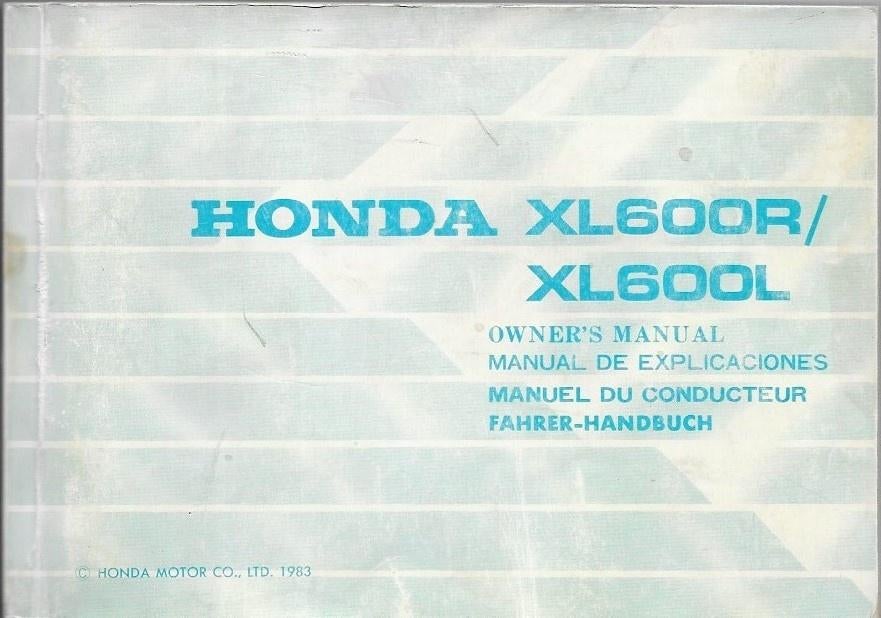 HONDA XL600R/
XL600L
OWNER'S MANUAL
MANUAL DE EXPLICACIONES
MANUEL DU CONDUCTEUR
FAHRER-HANDBUCH
© HONDA MOTOR CO., LTD. 1983